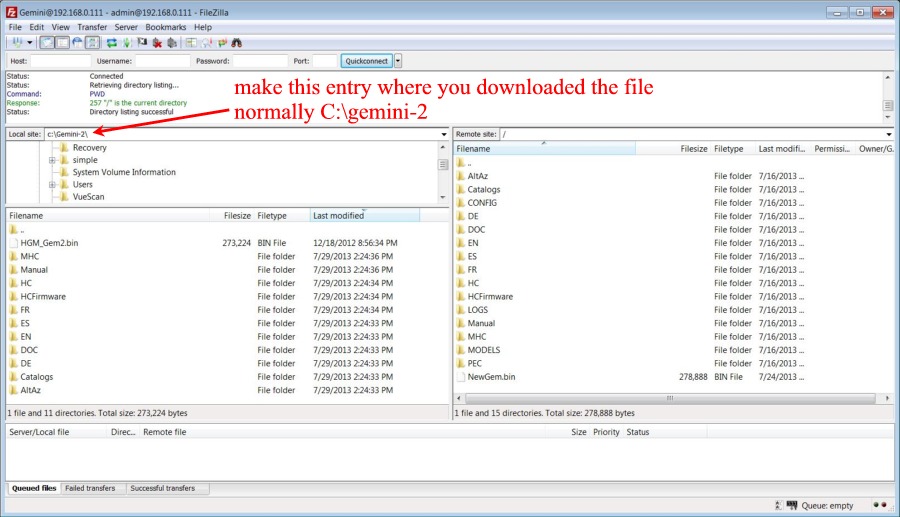 Gemini@192.168.0.111 - admin@192.168.0.111 - FileZilla
File Edit View Transfer Server Bookmarks Help
Host: Username: Password: Port: Quickconnect
Status: Connected
Status: Retrieving directory listing...
Command: PWD
Response: 257 "/" is the current directory
Status: Directory listing successful
make this entry where you downloaded the file
normally C:\gemini-2
Local site: c:\Gemini-2\
Recovery
simple
System Volume Information
Users
VueScan
Filename Filesize Filetype Last modified
..
HGM_Gem2.bin 273,224 BIN File 12/18/2012 8:56:34 PM
MHC File folder 7/29/2013 2:24:36 PM
Manual File folder 7/29/2013 2:24:36 PM
HC File folder 7/29/2013 2:24:34 PM
HCFirmware File folder 7/29/2013 2:24:34 PM
FR File folder 7/29/2013 2:24:34 PM
ES File folder 7/29/2013 2:24:33 PM
EN File folder 7/29/2013 2:24:33 PM
DOC File folder 7/29/2013 2:24:33 PM
DE File folder 7/29/2013 2:24:33 PM
Catalogs File folder 7/29/2013 2:24:33 PM
AltAz File folder 7/29/2013 2:24:33 PM
1 file and 11 directories. Total size: 273,224 bytes
Remote site: /
Filename Filesize Filetype Last modifi... Permissi... Owner/G...
..
AltAz File folder 7/16/2013 ...
Catalogs File folder 7/16/2013 ...
CONFIG File folder 7/16/2013 ...
DE File folder 7/16/2013 ...
DOC File folder 7/16/2013 ...
EN File folder 7/16/2013 ...
ES File folder 7/16/2013 ...
FR File folder 7/16/2013 ...
HC File folder 7/16/2013 ...
HCFirmware File folder 7/16/2013 ...
LOGS File folder 7/16/2013 ...
Manual File folder 7/16/2013 ...
MHC File folder 7/16/2013 ...
MODELS File folder 7/16/2013 ...
PEC File folder 7/16/2013 ...
NewGem.bin 278,888 BIN File 7/24/2013 ...
1 file and 15 directories. Total size: 278,888 bytes
Server/Local file Direc... Remote file Size Priority Status
Queued files Failed transfers Successful transfers
Queue: empty